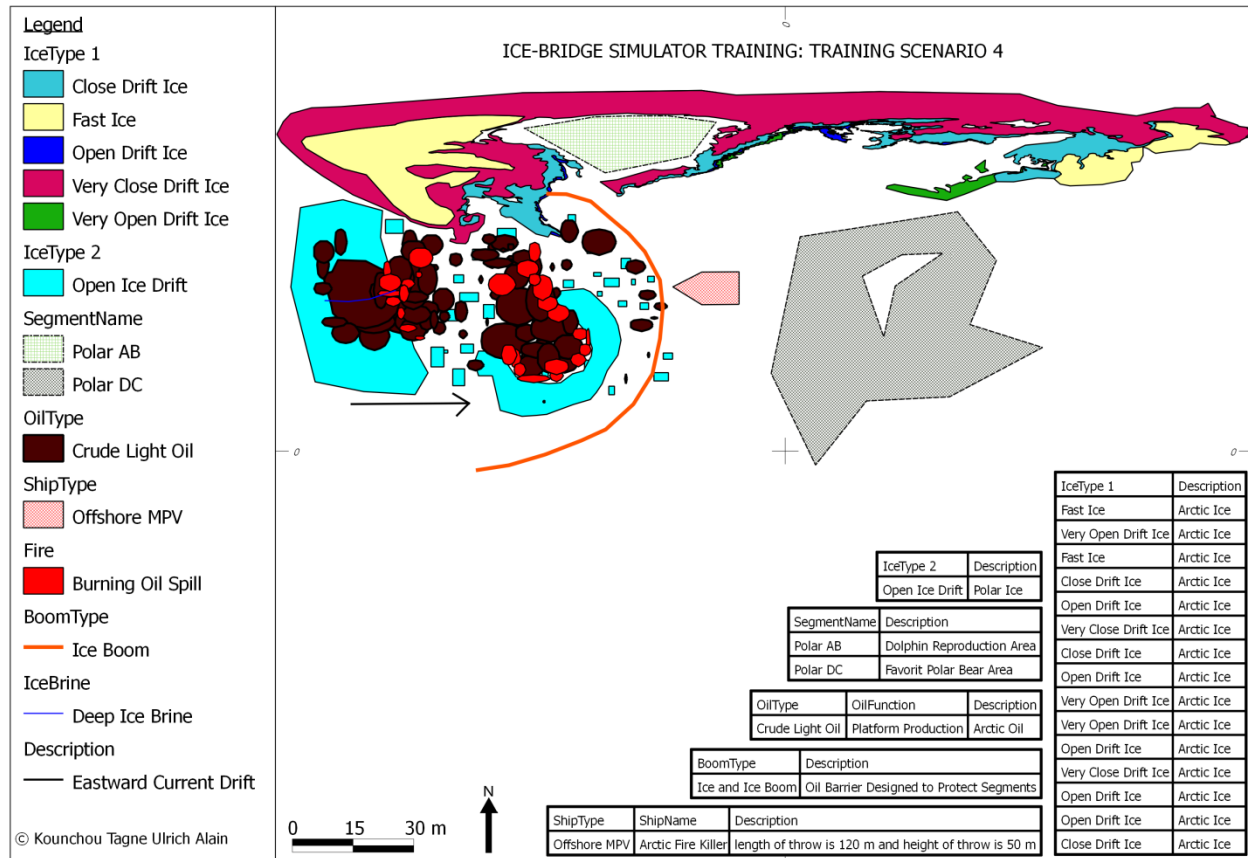 Legend
IceType 1
Close Drift Ice
Fast Ice
Open Drift Ice
Very Close Drift Ice
Very Open Drift Ice
IceType 2
Open Ice Drift
SegmentName
Polar AB
Polar DC
OilType
Crude Light Oil
ShipType
Offshore MPV
Fire
Burning Oil Spill
BoomType
Ice Boom
IceBrine
Deep Ice Brine
Description
Eastward Current Drift
© Kounchou Tagne Ulrich Alain
0
ICE-BRIDGE SIMULATOR TRAINING: TRAINING SCENARIO 4
0 0
0
N
0 15 30 m
IceType 2 Description
Open Ice Drift Polar Ice
SegmentName Description
Polar AB Dolphin Reproduction Area
Polar DC Favorit Polar Bear Area
OilType OilFunction Description
Crude Light Oil Platform Production Arctic Oil
BoomType Description
Ice and Ice Boom Oil Barrier Designed to Protect Segments
ShipType ShipName Description
Offshore MPV Arctic Fire Killer length of throw is 120 m and height of throw is 50 m
IceType 1 Description
Fast Ice Arctic Ice
Very Open Drift Ice Arctic Ice
Fast Ice Arctic Ice
Close Drift Ice Arctic Ice
Open Drift Ice Arctic Ice
Very Close Drift Ice Arctic Ice
Close Drift Ice Arctic Ice
Open Drift Ice Arctic Ice
Very Open Drift Ice Arctic Ice
Very Open Drift Ice Arctic Ice
Open Drift Ice Arctic Ice
Very Close Drift Ice Arctic Ice
Open Drift Ice Arctic Ice
Open Drift Ice Arctic Ice
Close Drift Ice Arctic Ice